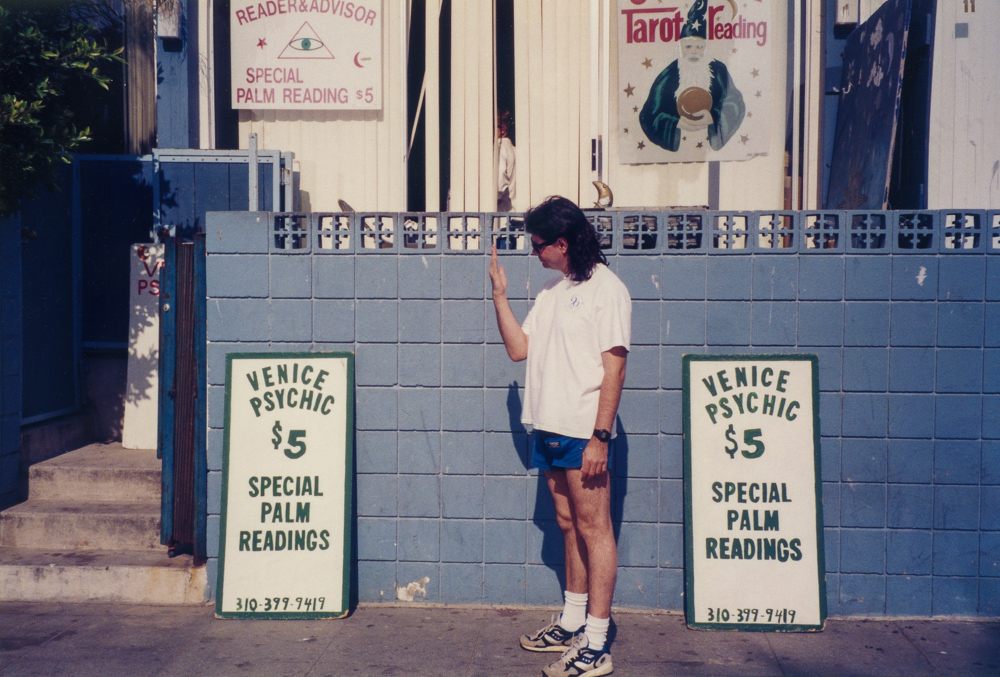 READER & ADVISOR
SPECIAL
PALM READING $5
Tarot reading
VENICE
PSYCHIC
$5
SPECIAL
PALM
READINGS
310-399-9419
VENICE
PSYCHIC
$5
SPECIAL
PALM
READINGS
310-399-9419